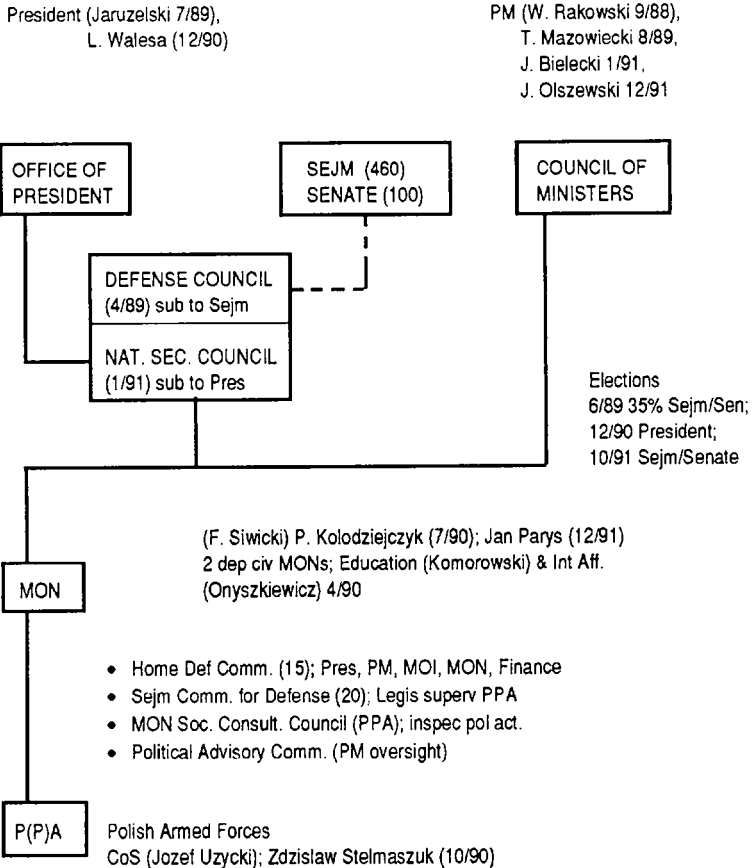 President (Jaruzelski 7/89),
L. Walesa (12/90)
PM (W. Rakowski 9/88),
T. Mazowiecki 8/89,
J. Bielecki 1/91,
J. Olszewski 12/91
OFFICE OF
PRESIDENT
SEJM (460)
SENATE (100)
COUNCIL OF
MINISTERS
DEFENSE COUNCIL
(4/89) sub to Sejm
NAT. SEC. COUNCIL
(1/91) sub to Pres
Elections
6/89 35% Sejm/Sen;
12/90 President;
10/91 Sejm/Senate
(F. Siwicki) P. Kolodziejczyk (7/90); Jan Parys (12/91)
2 dep civ MONs; Education (Komorowski) & Int Aff.
(Onyszkiewicz) 4/90
MON
• Home Def Comm. (15); Pres, PM, MOI, MON, Finance
• Sejm Comm. for Defense (20); Legis superv PPA
• MON Soc. Consult. Council (PPA); inspec pol act.
• Political Advisory Comm. (PM oversight)
P(P)A
Polish Armed Forces
CoS (Jozef Uzycki); Zdzislaw Stelmaszuk (10/90)